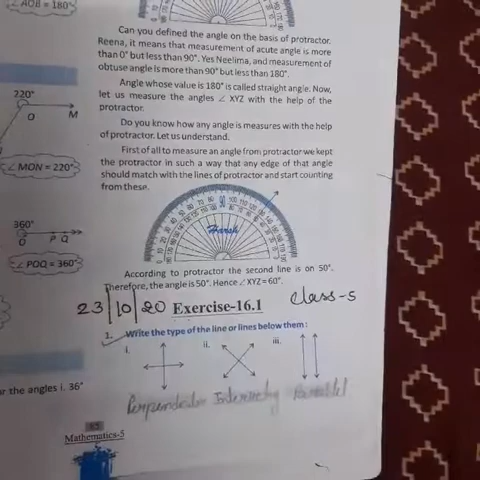 ∠AOB = 180°
Can you defined the angle on the basis of protractor.
Reena, it means that measurement of acute angle is more
than 0° but less than 90°. Yes Neelima, and measurement of
obtuse angle is more than 90° but less than 180°.
Angle whose value is 180° is called straight angle. Now,
let us measure the angles ∠ XYZ with the help of the
protractor.
Do you know how any angle is measures with the help
of protractor. Let us understand.
First of all to measure an angle from protractor we kept
the protractor in such a way that any edge of that angle
should match with the lines of protractor and start counting
from these.
220°
O M
∠ MON = 220°
360°
O P Q
∠ POQ = 360°
Harsh
According to protractor the second line is on 50°.
Therefore, the angle is 50°. Hence ∠XYZ=60°.
23/10/20 Exercise-16.1 Class-5
1. Write the type of the line or lines below them :
i. ii. iii.
Perpendicular Intersecting Parallel
r the angles i. 36°
85
Mathematics-5